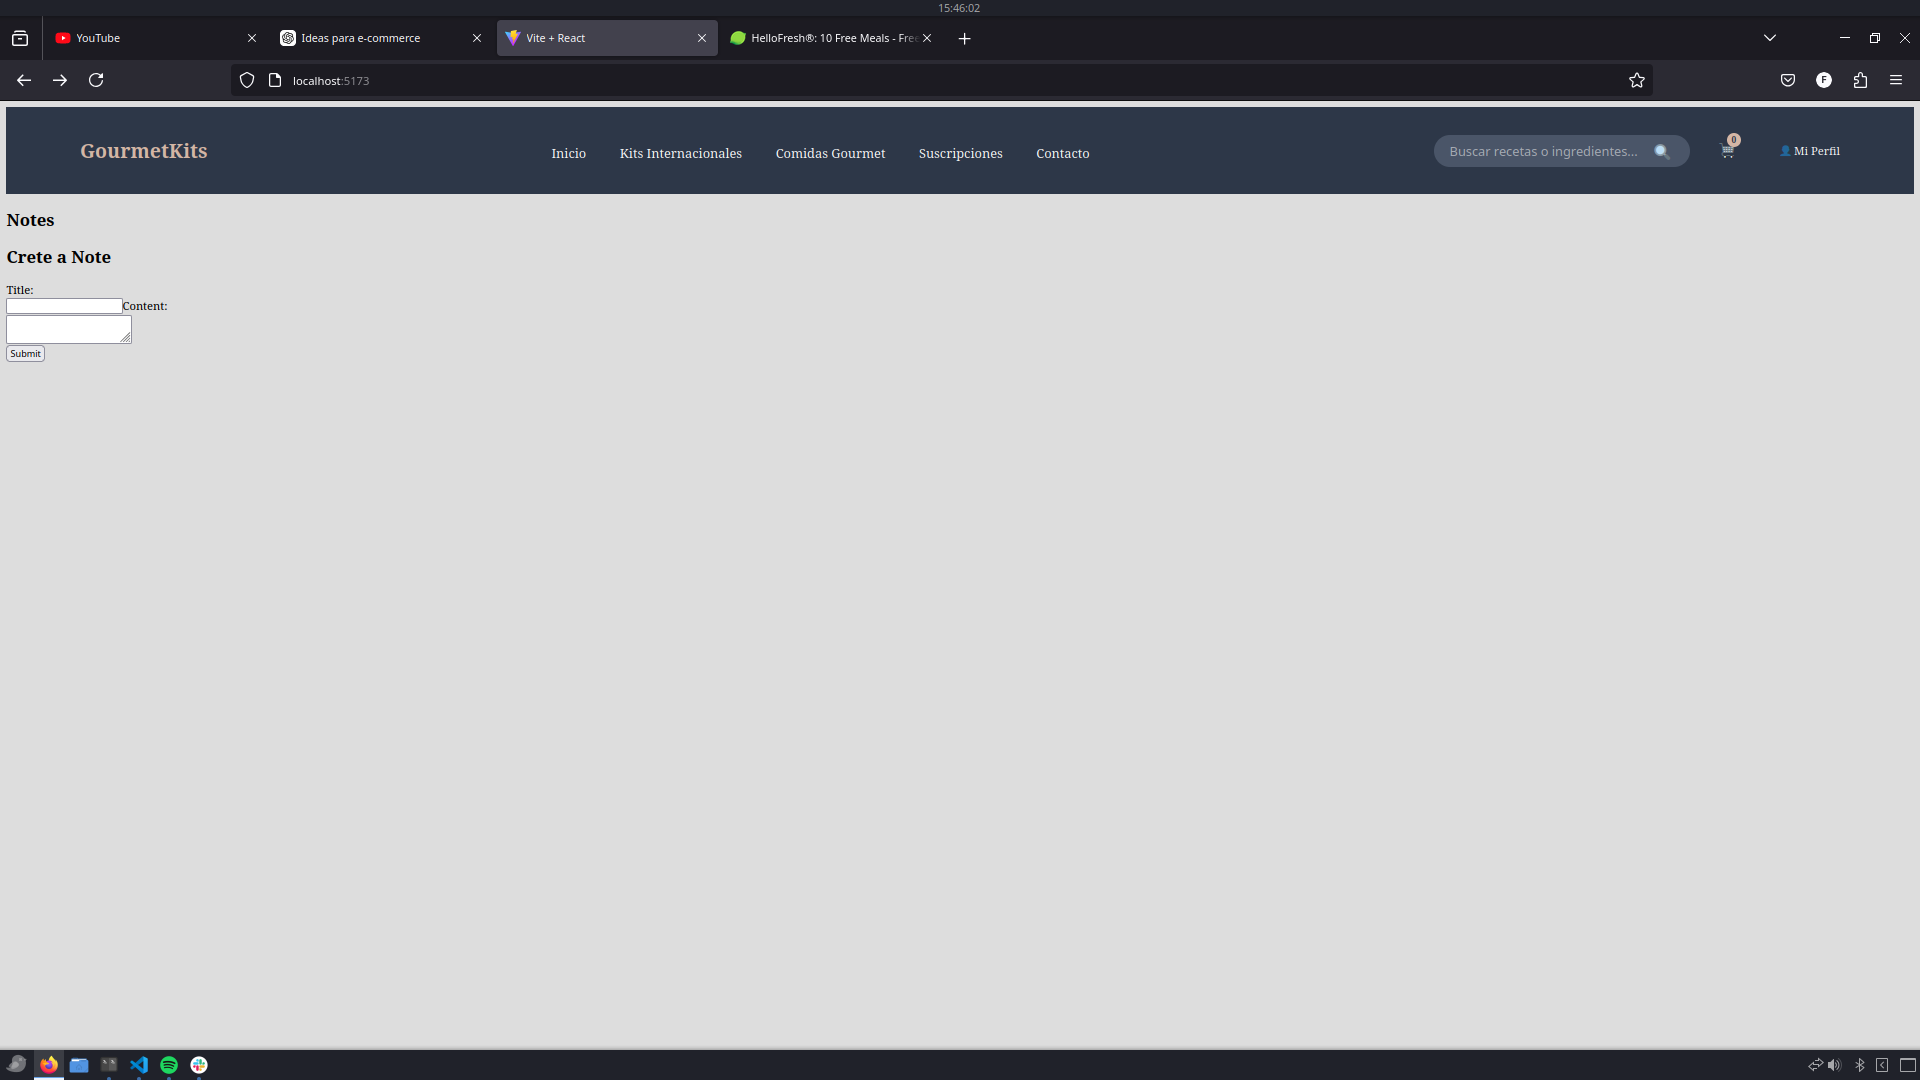 15:46:02
YouTube
Ideas para e-commerce
Vite + React
HelloFresh®: 10 Free Meals - Free
localhost:5173
F
GourmetKits
Inicio
Kits Internacionales
Comidas Gourmet
Suscripciones
Contacto
Buscar recetas o ingredientes...
0
Mi Perfil
Notes
Crete a Note
Title:
Content:
Submit